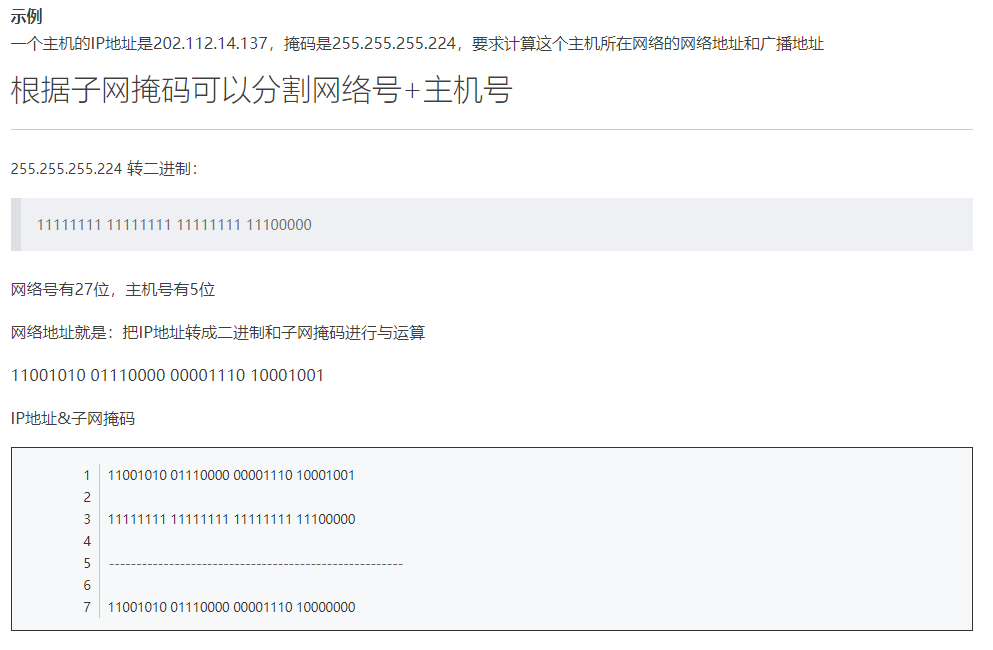 示例
一个主机的IP地址是202.112.14.137，掩码是255.255.255.224，要求计算这个主机所在网络的网络地址和广播地址
根据子网掩码可以分割网络号+主机号
255.255.255.224 转二进制：
11111111 11111111 11111111 11100000
网络号有27位，主机号有5位
网络地址就是：把IP地址转成二进制和子网掩码进行与运算
11001010 01110000 00001110 10001001
IP地址&子网掩码
1 11001010 01110000 00001110 10001001
2
3 11111111 11111111 11111111 11100000
4
5 ------------------------------------------------------
6
7 11001010 01110000 00001110 10000000